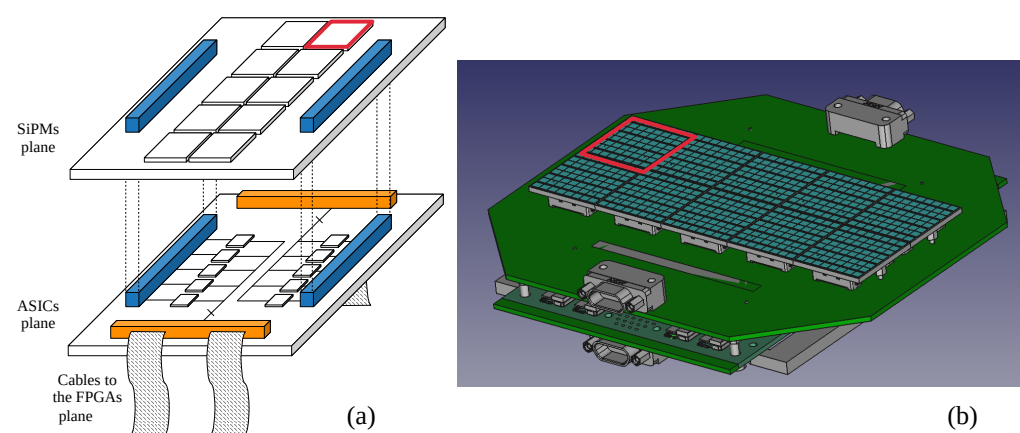 SiPMs
plane
ASICs
plane
Cables to
the FPGAs
plane
(a)
(b)